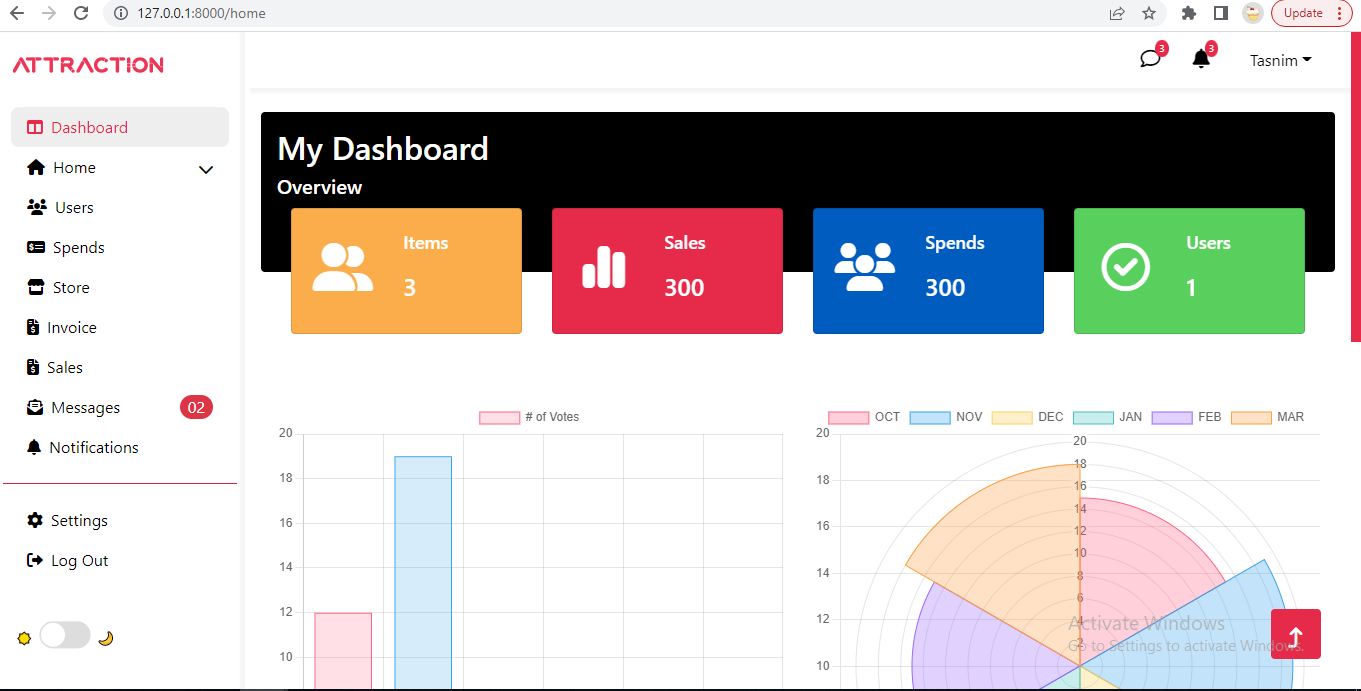 127.0.0.1:8000/home
Update
ATTRACTION
3
3
Tasnim
Dashboard
Home
Users
Spends
Store
Invoice
Sales
Messages 02
Notifications
Settings
Log Out
My Dashboard
Overview
Items
3
Sales
300
Spends
300
Users
1
# of Votes
20
18
16
14
12
10
OCT NOV DEC JAN FEB MAR
20
18
16
14
12
10
20
18
16
14
12
10
8
6
4
2
Activate Windows
Go to Settings to activate Windows.